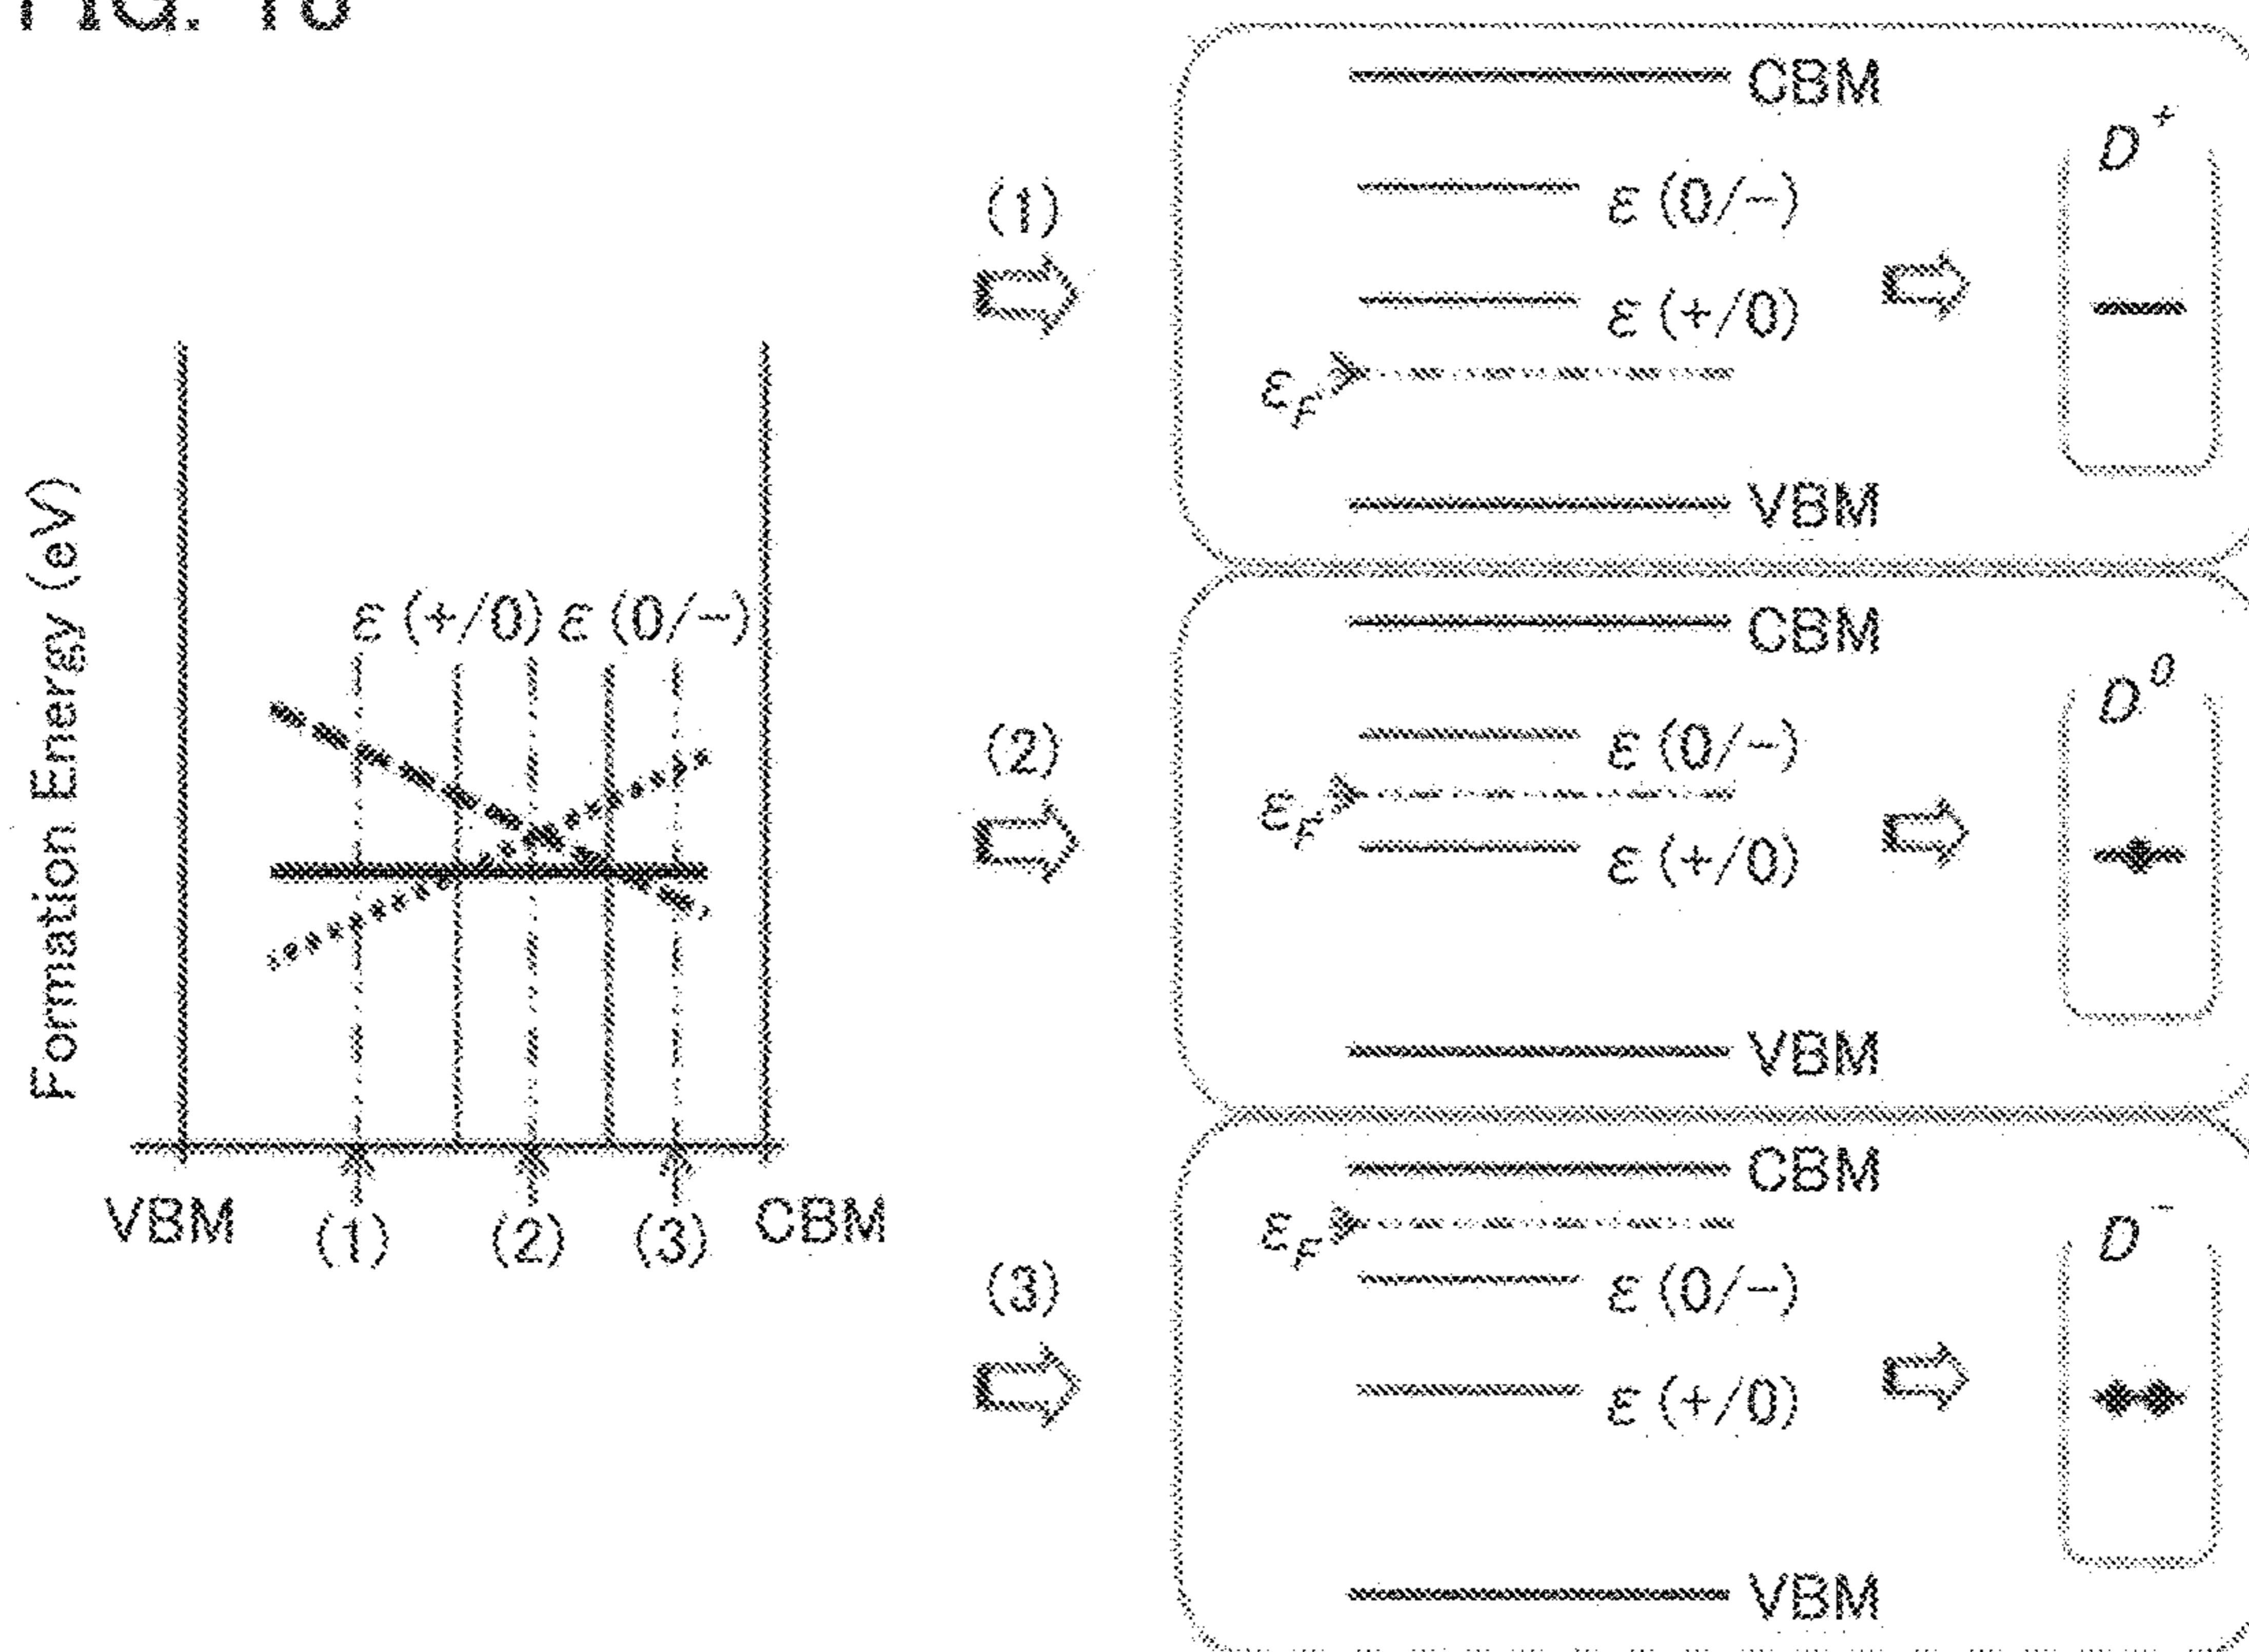 CBM
D+
(1)
ε (0/−)
ε (+/0)
εF
VBM
Formation Energy (eV)
ε (+/0) ε (0/−)
VBM (1) (2) (3) CBM
(2)
CBM
D0
ε (0/−)
εF
ε (+/0)
VBM
(3)
CBM
D−
εF
ε (0/−)
ε (+/0)
VBM